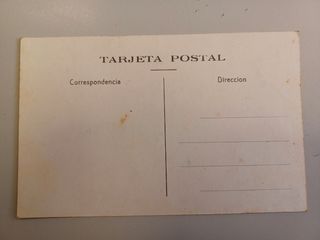 TARJETA POSTAL
Correspondencia
Direccion